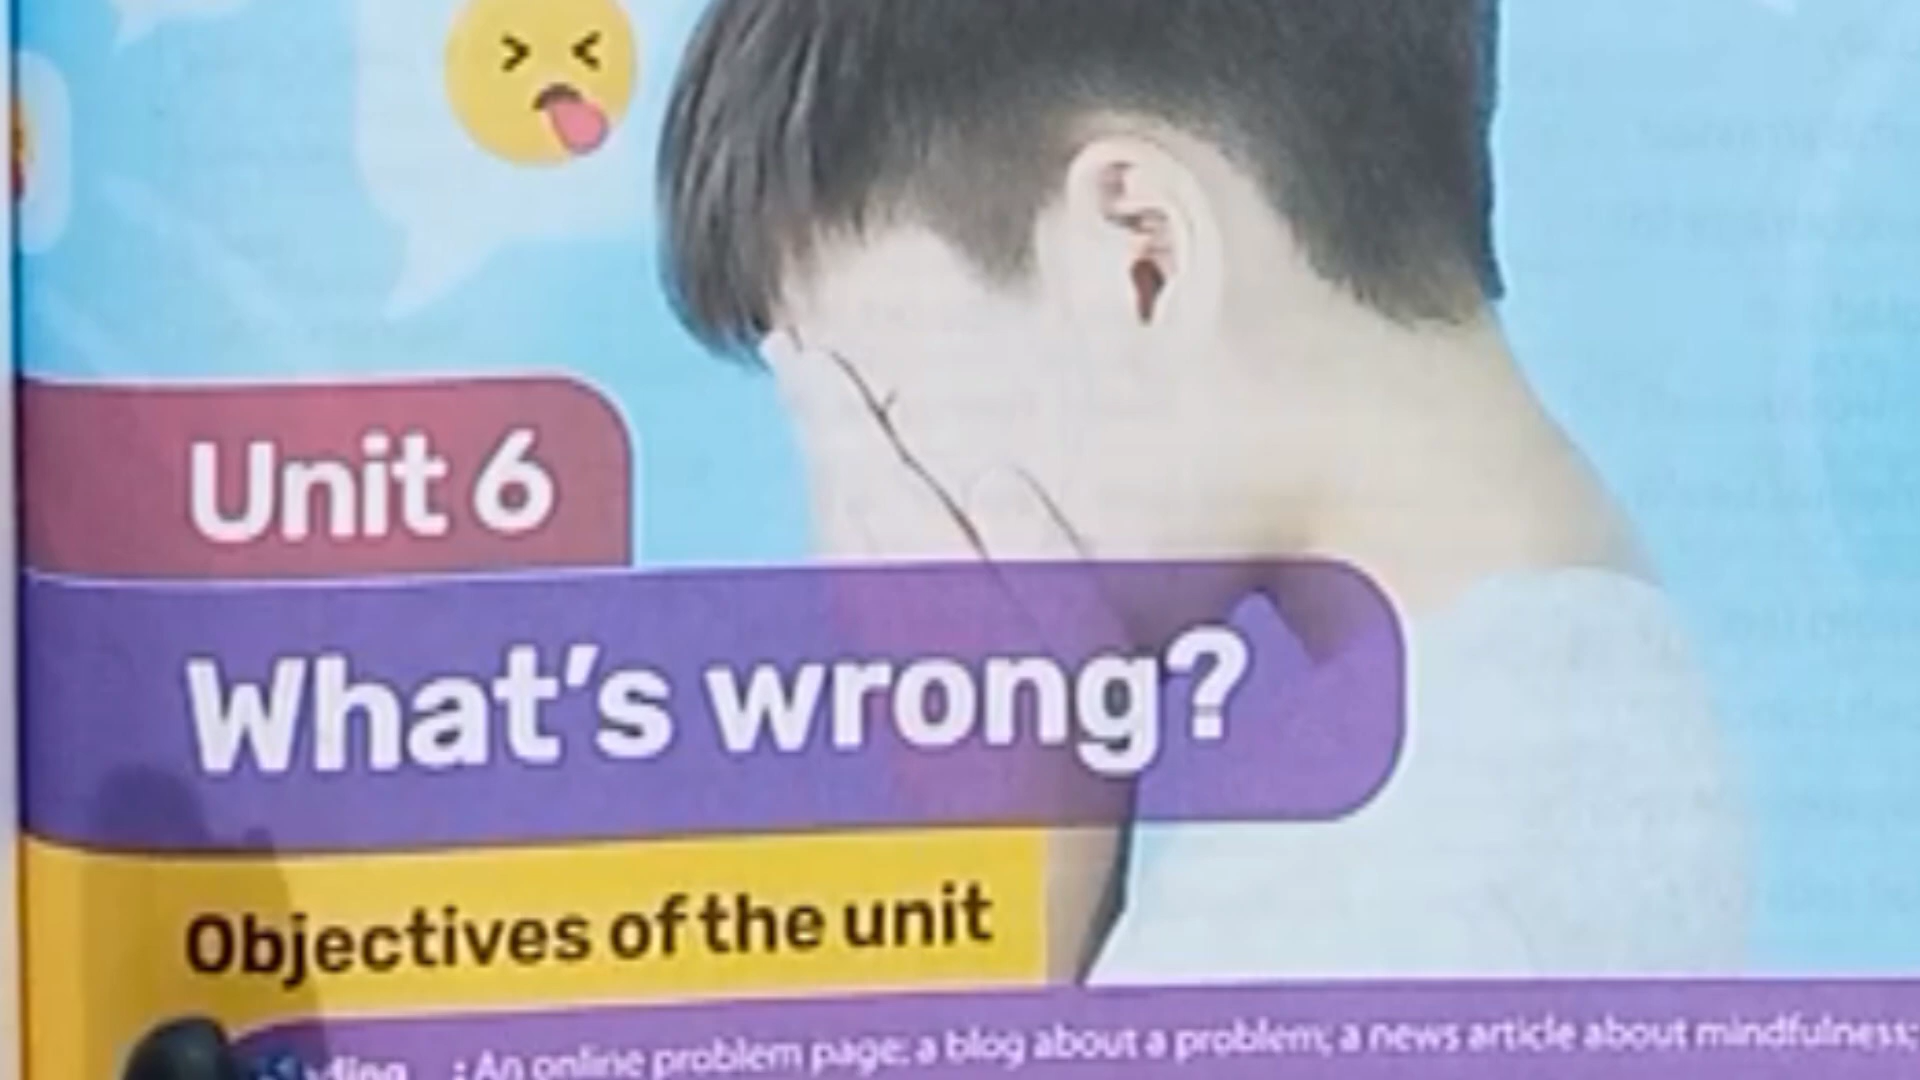 Unit 6
What's wrong?
Objectives of the unit
: An online problem page; a blog about a problem; a news article about mindfulness;